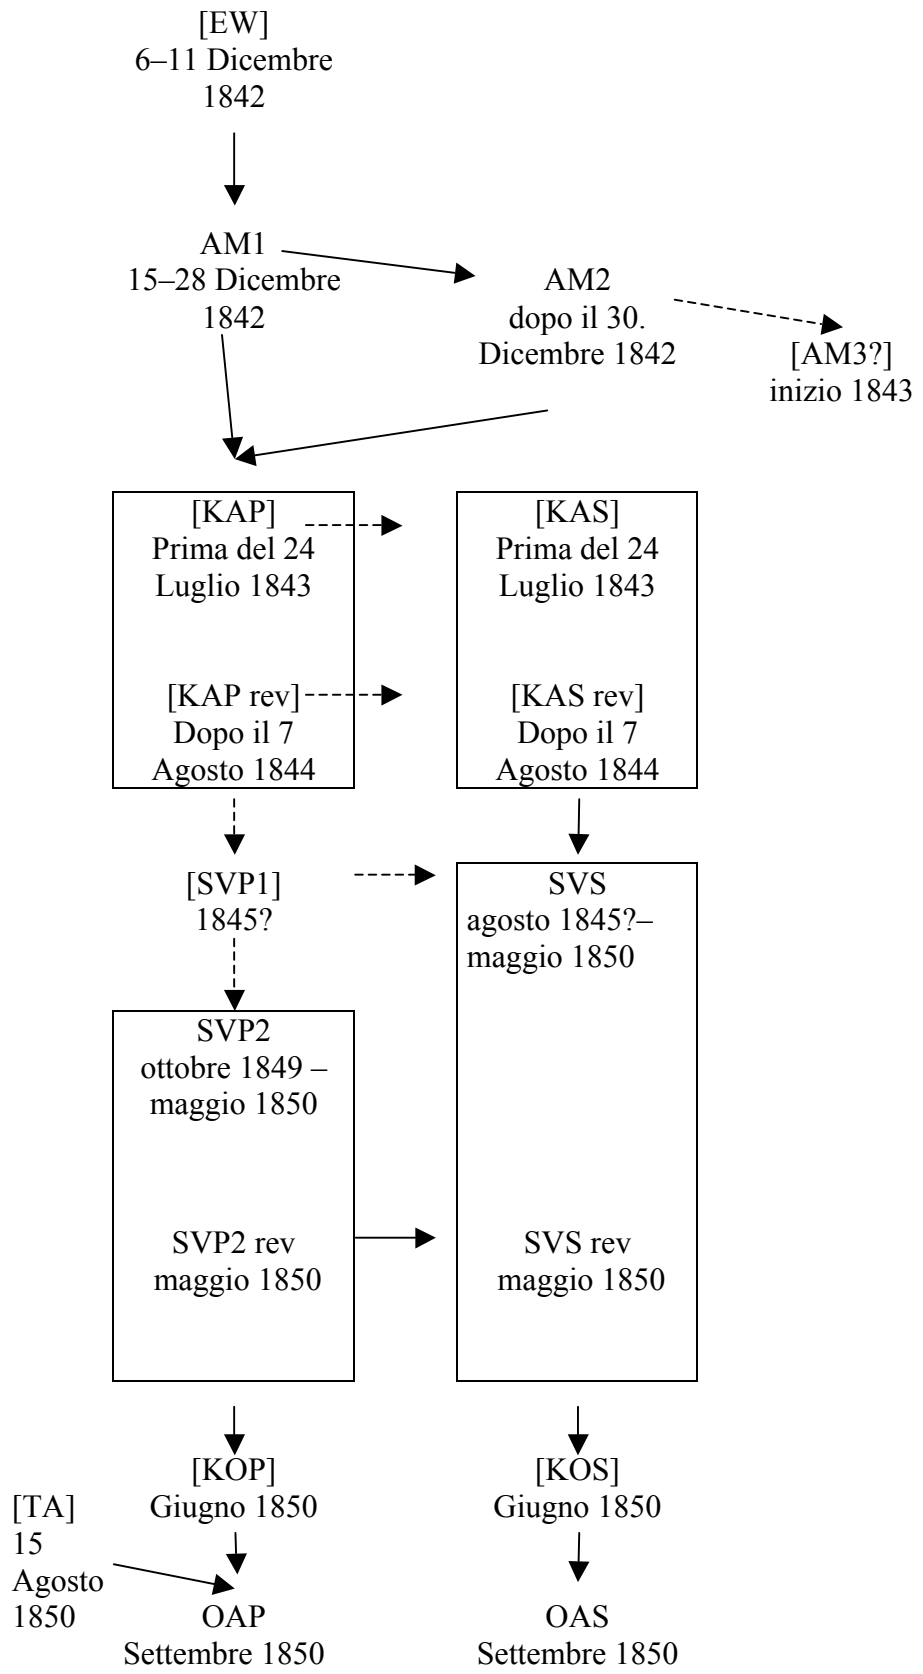 [EW]
6–11 Dicembre
1842
AM1
15–28 Dicembre
1842
AM2
dopo il 30.
Dicembre 1842
[AM3?]
inizio 1843
[KAP]
Prima del 24
Luglio 1843
[KAS]
Prima del 24
Luglio 1843
[KAP rev]
Dopo il 7
Agosto 1844
[KAS rev]
Dopo il 7
Agosto 1844
[SVP1]
1845?
SVS
agosto 1845?–
maggio 1850
SVP2
ottobre 1849 –
maggio 1850
SVP2 rev
maggio 1850
SVS rev
maggio 1850
[KOP]
Giugno 1850
[KOS]
Giugno 1850
[TA]
15
Agosto
1850
OAP
Settembre 1850
OAS
Settembre 1850